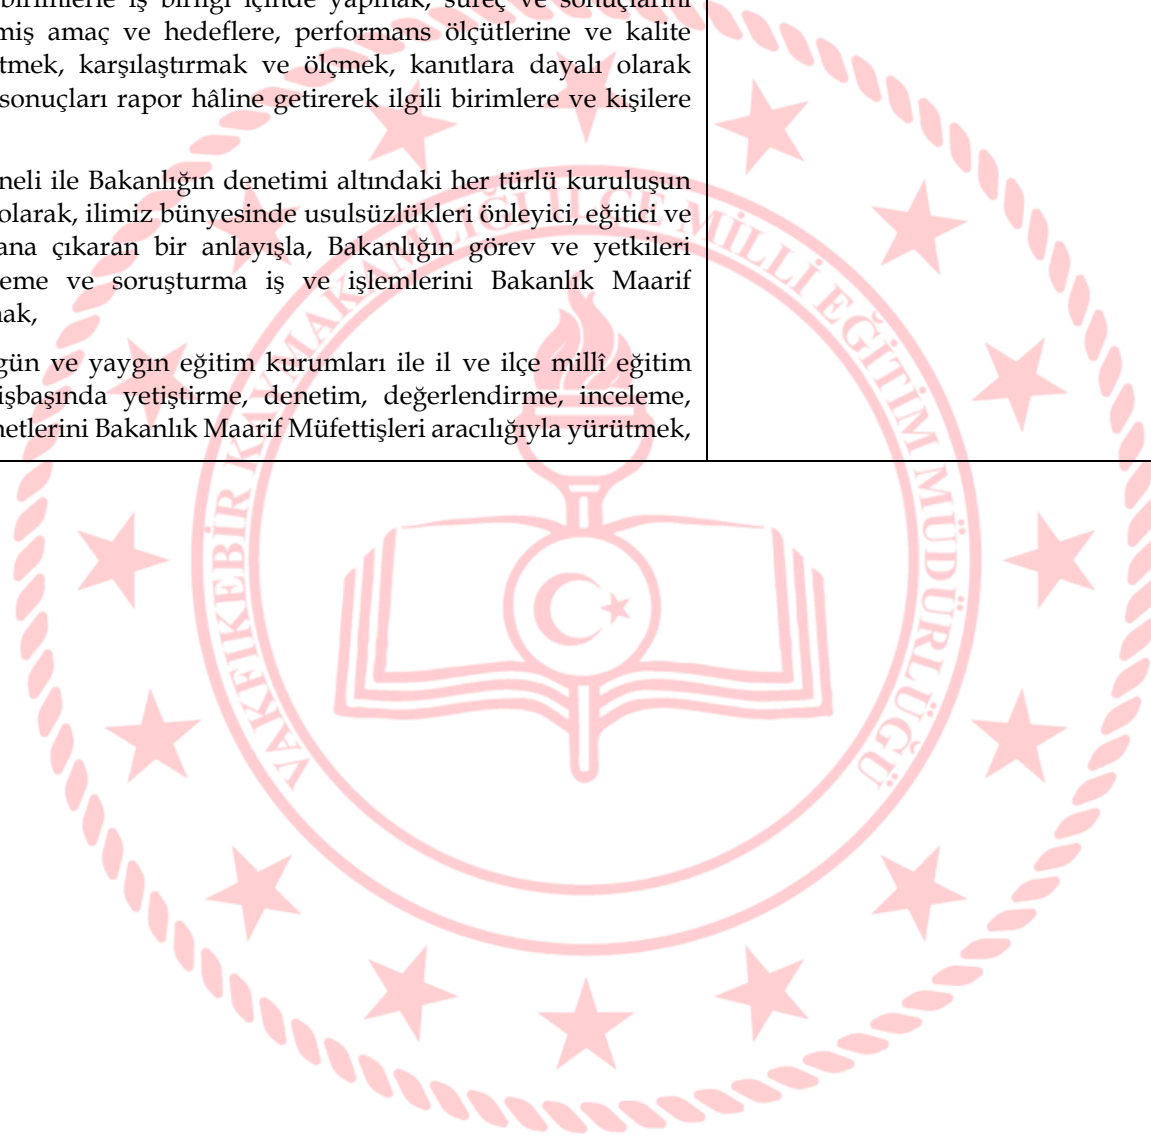 birimlerle iş birliği içinde yapmak, süreç ve sonuçlarını
miş amaç ve hedeflere, performans ölçütlerine ve kalite
tmek, karşılaştırmak ve ölçmek, kanıtlara dayalı olarak
sonuçları rapor hâline getirerek ilgili birimlere ve kişilere
neli ile Bakanlığın denetimi altındaki her türlü kuruluşun
olarak, ilimiz bünyesinde usulsüzlükleri önleyici, eğitici ve
ana çıkaran bir anlayışla, Bakanlığın görev ve yetkileri
eme ve soruşturma iş ve işlemlerini Bakanlık Maarif
nak,
gün ve yaygın eğitim kurumları ile il ve ilçe millî eğitim
işbaşında yetiştirme, denetim, değerlendirme, inceleme,
netlerini Bakanlık Maarif Müfettişleri aracılığıyla yürütmek,
VAKFIKEBİR KAYMAKAMLIĞI İLÇE MİLLİ EĞİTİM MÜDÜRLÜĞÜ